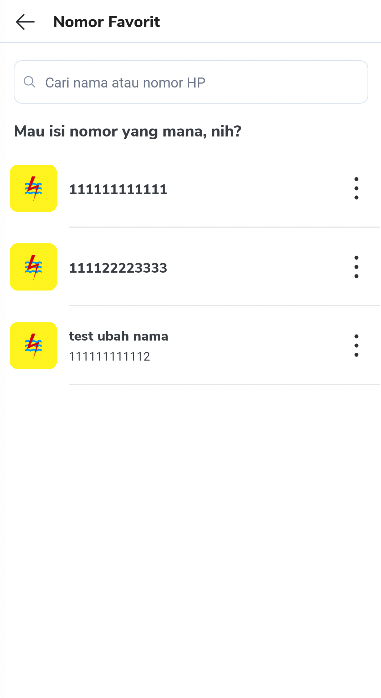 Nomor Favorit
Cari nama atau nomor HP
Mau isi nomor yang mana, nih?
111111111111
111122223333
test ubah nama
111111111112